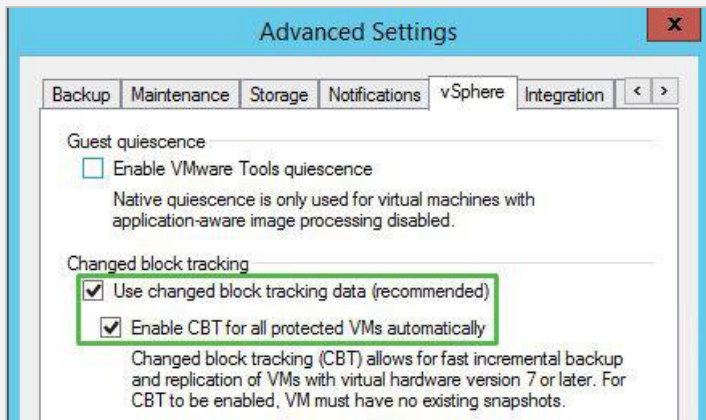 Advanced Settings
x
Backup Maintenance Storage Notifications vSphere Integration < >
Guest quiescence
Enable VMware Tools quiescence
Native quiescence is only used for virtual machines with
application-aware image processing disabled.
Changed block tracking
Use changed block tracking data (recommended)
Enable CBT for all protected VMs automatically
Changed block tracking (CBT) allows for fast incremental backup
and replication of VMs with virtual hardware version 7 or later. For
CBT to be enabled, VM must have no existing snapshots.